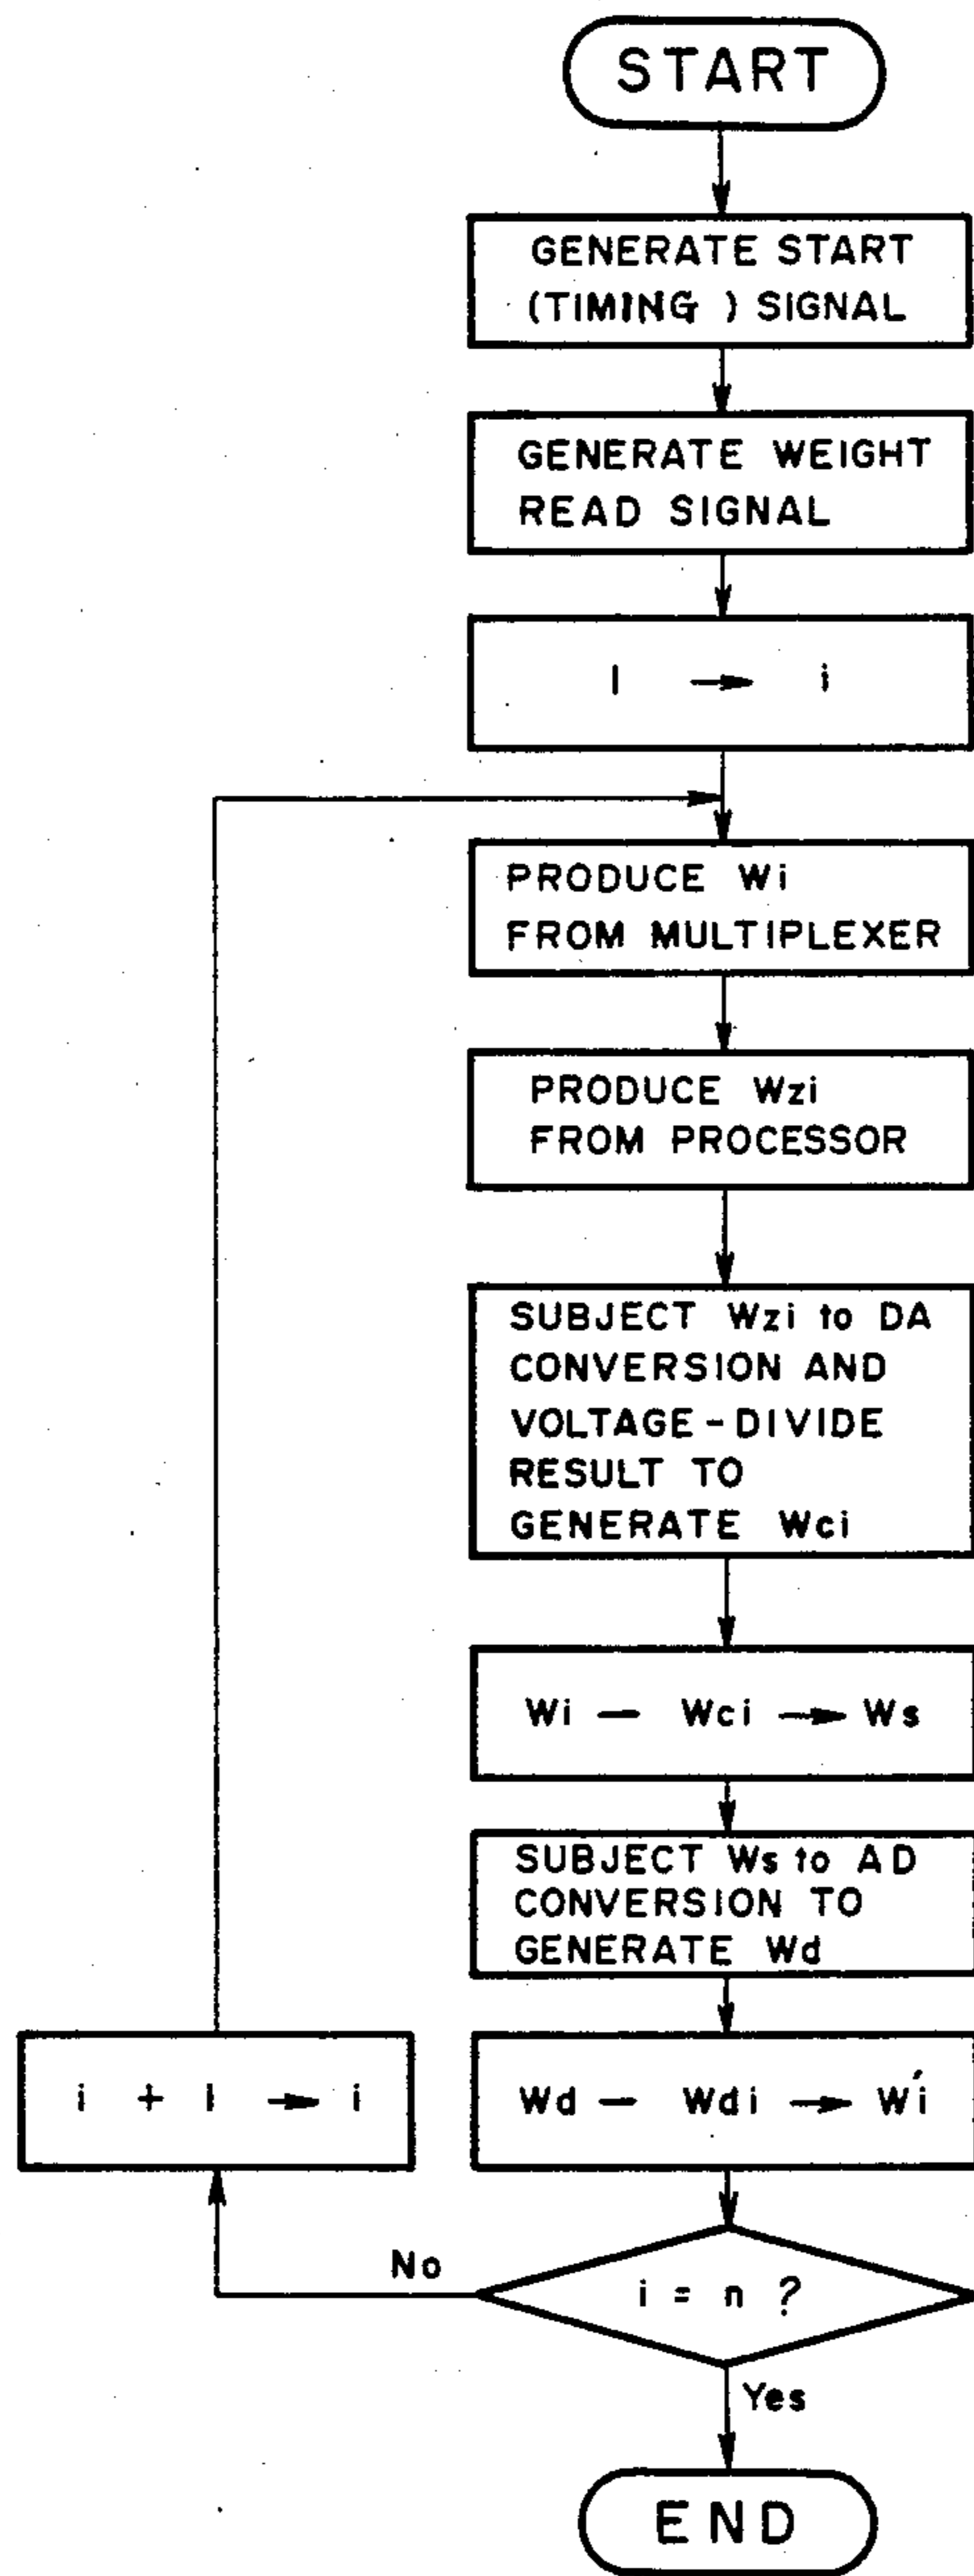 START
GENERATE START
(TIMING ) SIGNAL
GENERATE WEIGHT
READ SIGNAL
1 → i
PRODUCE Wi
FROM MULTIPLEXER
PRODUCE Wzi
FROM PROCESSOR
SUBJECT Wzi to DA
CONVERSION AND
VOLTAGE-DIVIDE
RESULT TO
GENERATE Wci
Wi − Wci → Ws
SUBJECT Ws to AD
CONVERSION TO
GENERATE Wd
i + 1 → i
Wd − Wdi → W'i
No
i = n ?
Yes
END